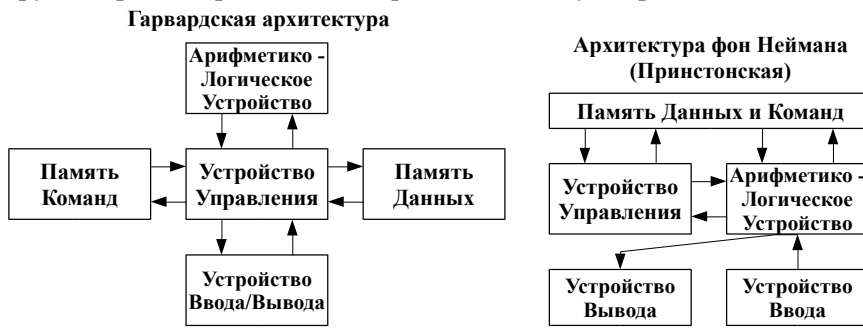 Гарвардская архитектура
Арифметико -
Логическое
Устройство
Память
Команд
Устройство
Управления
Память
Данных
Устройство
Ввода/Вывода
Архитектура фон Неймана
(Принстонская)
Память Данных и Команд
Устройство
Управления
Арифметико -
Логическое
Устройство
Устройство
Вывода
Устройство
Ввода